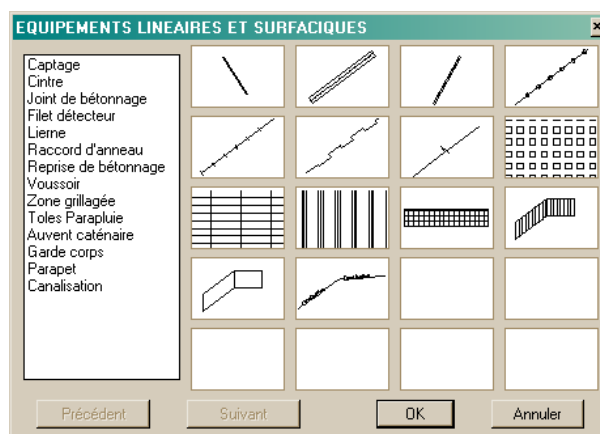 EQUIPEMENTS LINEAIRES ET SURFACIQUES
Captage
Cintre
Joint de bétonnage
Filet détecteur
Lierne
Raccord d'anneau
Reprise de bétonnage
Voussoir
Zone grillagée
Toles Parapluie
Auvent caténaire
Garde corps
Parapet
Canalisation
Précédent
Suivant
OK
Annuler